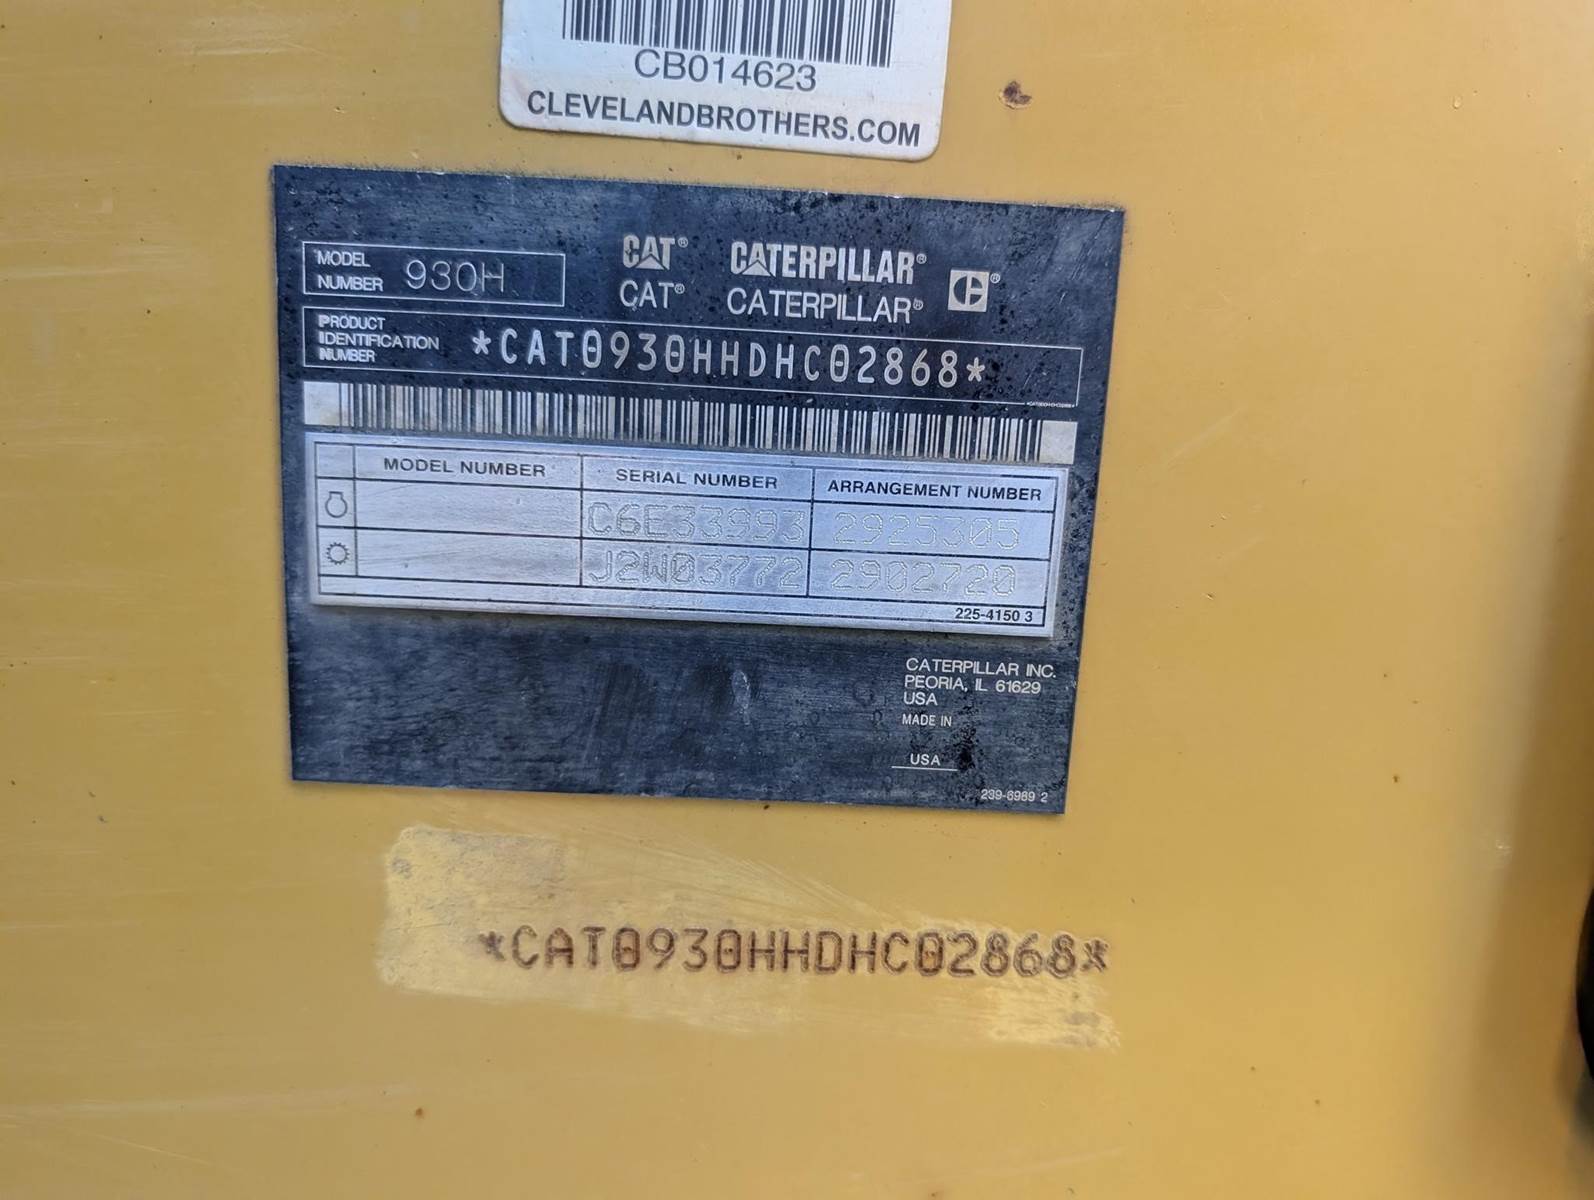 CB014623
CLEVELANDBROTHERS.COM
MODEL NUMBER 930H
CAT® CATERPILLAR®
CAT® CATERPILLAR®
PRODUCT IDENTIFICATION NUMBER *CAT0930HHDHC02868*
MODEL NUMBER SERIAL NUMBER ARRANGEMENT NUMBER
C6E33993 2925305
J2W03772 2902720
225-4150 3
CATERPILLAR INC.
PEORIA, IL 61629
USA
MADE IN
USA
239-6989 2
*CAT0930HHDHC02868*